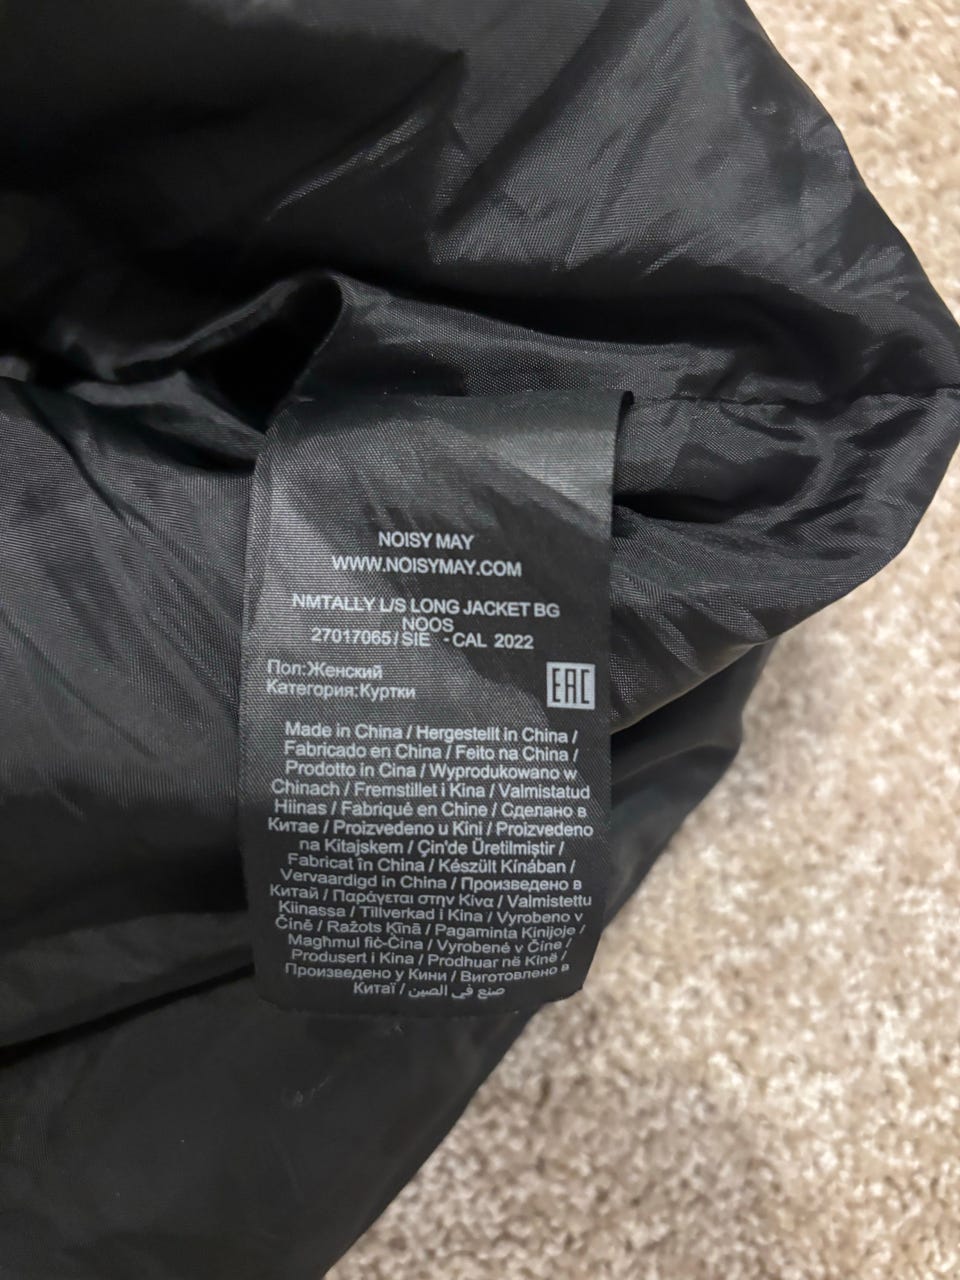 NOISY MAY
WWW.NOISYMAY.COM
NMTALLY L/S LONG JACKET BG
NOOS
27017065/SIE - CAL 2022
Пол:Женский
Категория:Куртки
EAC
Made in China / Hergestellt in China /
Fabricado en China / Feito na China /
Prodotto in Cina / Wyprodukowano w
Chinach / Fremstillet i Kina / Valmistatud
Hiinas / Fabriqué en Chine / Сделано в
Китае / Proizvedeno u Kini / Proizvedeno
na Kitajskem / Çin'de Üretilmiştir /
Fabricat în China / Készült Kínában /
Vervaardigd in China / Произведено в
Китай / Παράγεται στην Κίνα / Valmistettu
Kiinassa / Tillverkad i Kina / Vyrobeno v
Číně / Ražots Ķīnā / Pagaminta Kinijoje /
Magħmul fiċ-Ċina / Vyrobené v Číne /
Produsert i Kina / Prodhuar në Kinë /
Произведено у Кини / Виготовлено в
Китаї / صنع في الصين